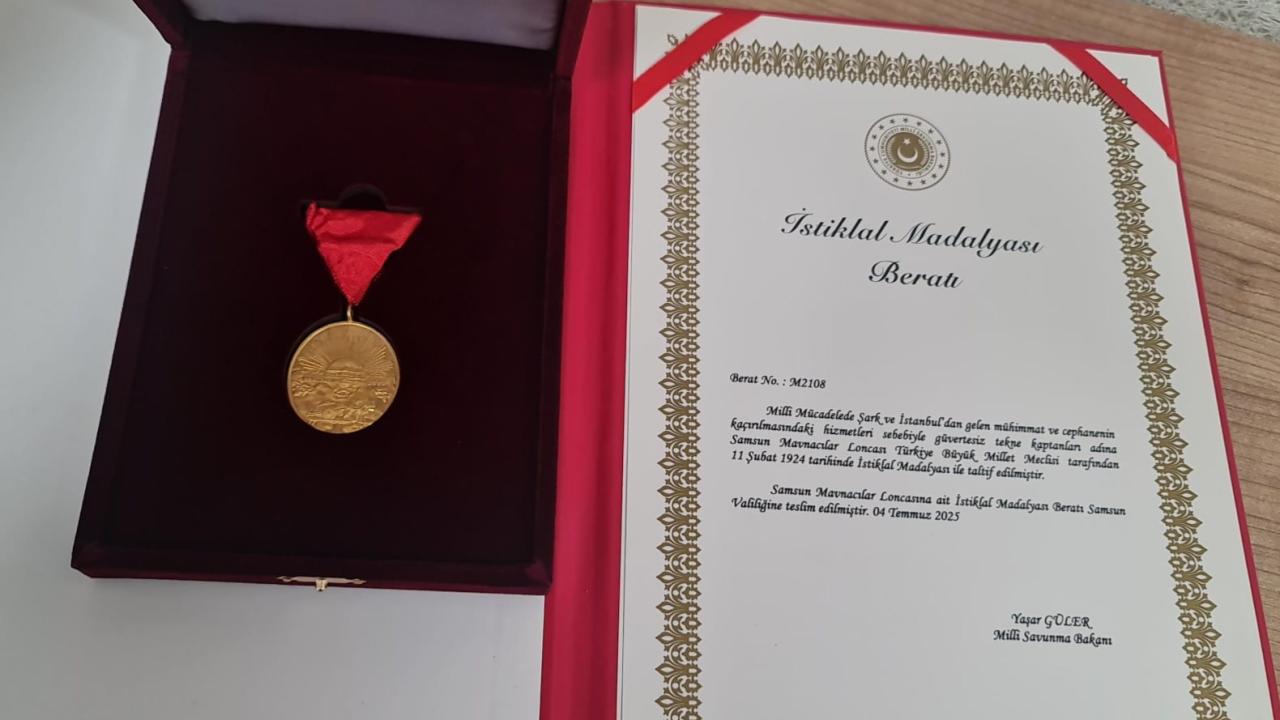 İstiklal Madalyası
Beratı
Berat No. : M2108
Milli Mücadelede Şark ve İstanbul'dan gelen mühimmat ve cephanenin
kaçırılmasındaki hizmetleri sebebiyle güvertesiz tekne kaptanları adına
Samsun Mavnacılar Loncası Türkiye Büyük Millet Meclisi tarafından
11 Şubat 1924 tarihinde İstiklal Madalyası ile taltif edilmiştir.
Samsun Mavnacılar Loncasına ait İstiklal Madalyası Beratı Samsun
Valiliğine teslim edilmiştir. 04 Temmuz 2025
Yaşar GÜLER
Milli Savunma Bakanı